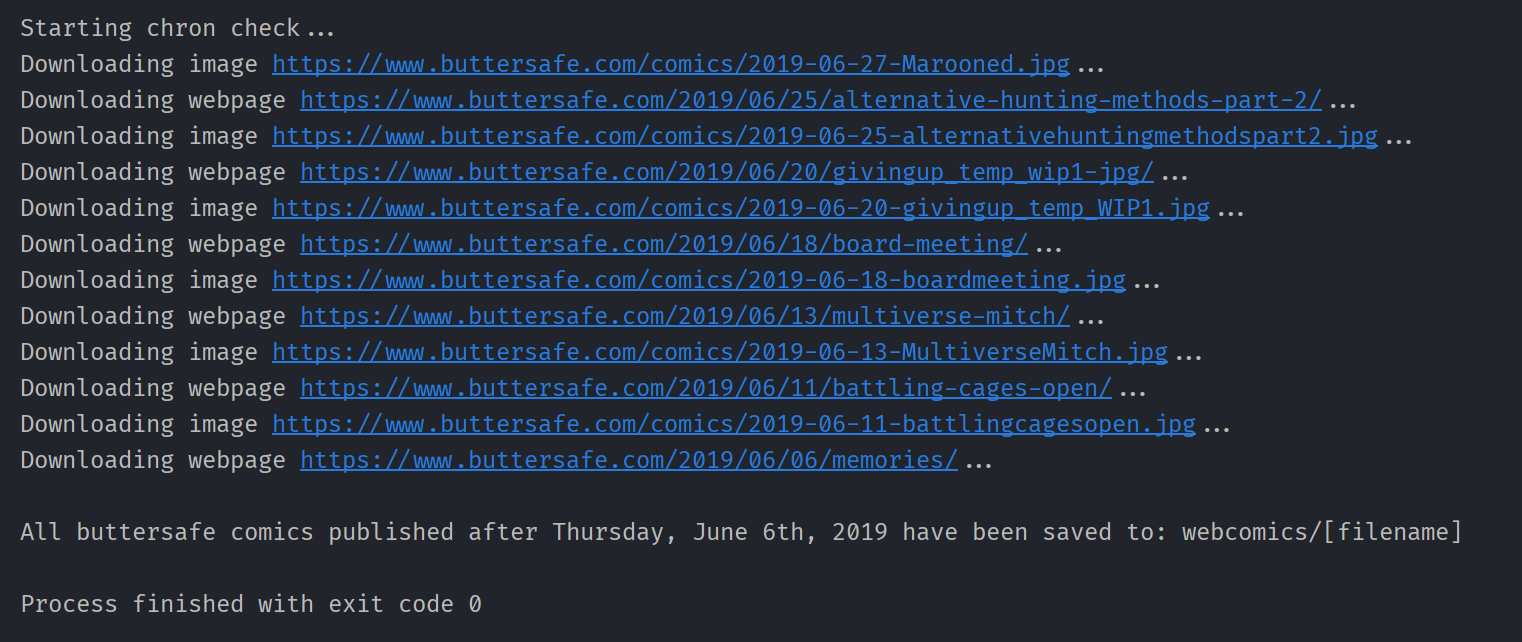 Starting chron check...
Downloading image https://www.buttersafe.com/comics/2019-06-27-Marooned.jpg...
Downloading webpage https://www.buttersafe.com/2019/06/25/alternative-hunting-methods-part-2/...
Downloading image https://www.buttersafe.com/comics/2019-06-25-alternativehuntingmethodspart2.jpg...
Downloading webpage https://www.buttersafe.com/2019/06/20/givingup_temp_wip1-jpg/...
Downloading image https://www.buttersafe.com/comics/2019-06-20-givingup_temp_WIP1.jpg...
Downloading webpage https://www.buttersafe.com/2019/06/18/board-meeting/...
Downloading image https://www.buttersafe.com/comics/2019-06-18-boardmeeting.jpg...
Downloading webpage https://www.buttersafe.com/2019/06/13/multiverse-mitch/...
Downloading image https://www.buttersafe.com/comics/2019-06-13-MultiverseMitch.jpg...
Downloading webpage https://www.buttersafe.com/2019/06/11/battling-cages-open/...
Downloading image https://www.buttersafe.com/comics/2019-06-11-battlingcagesopen.jpg...
Downloading webpage https://www.buttersafe.com/2019/06/06/memories/...
All buttersafe comics published after Thursday, June 6th, 2019 have been saved to: webcomics/[filename]
Process finished with exit code 0